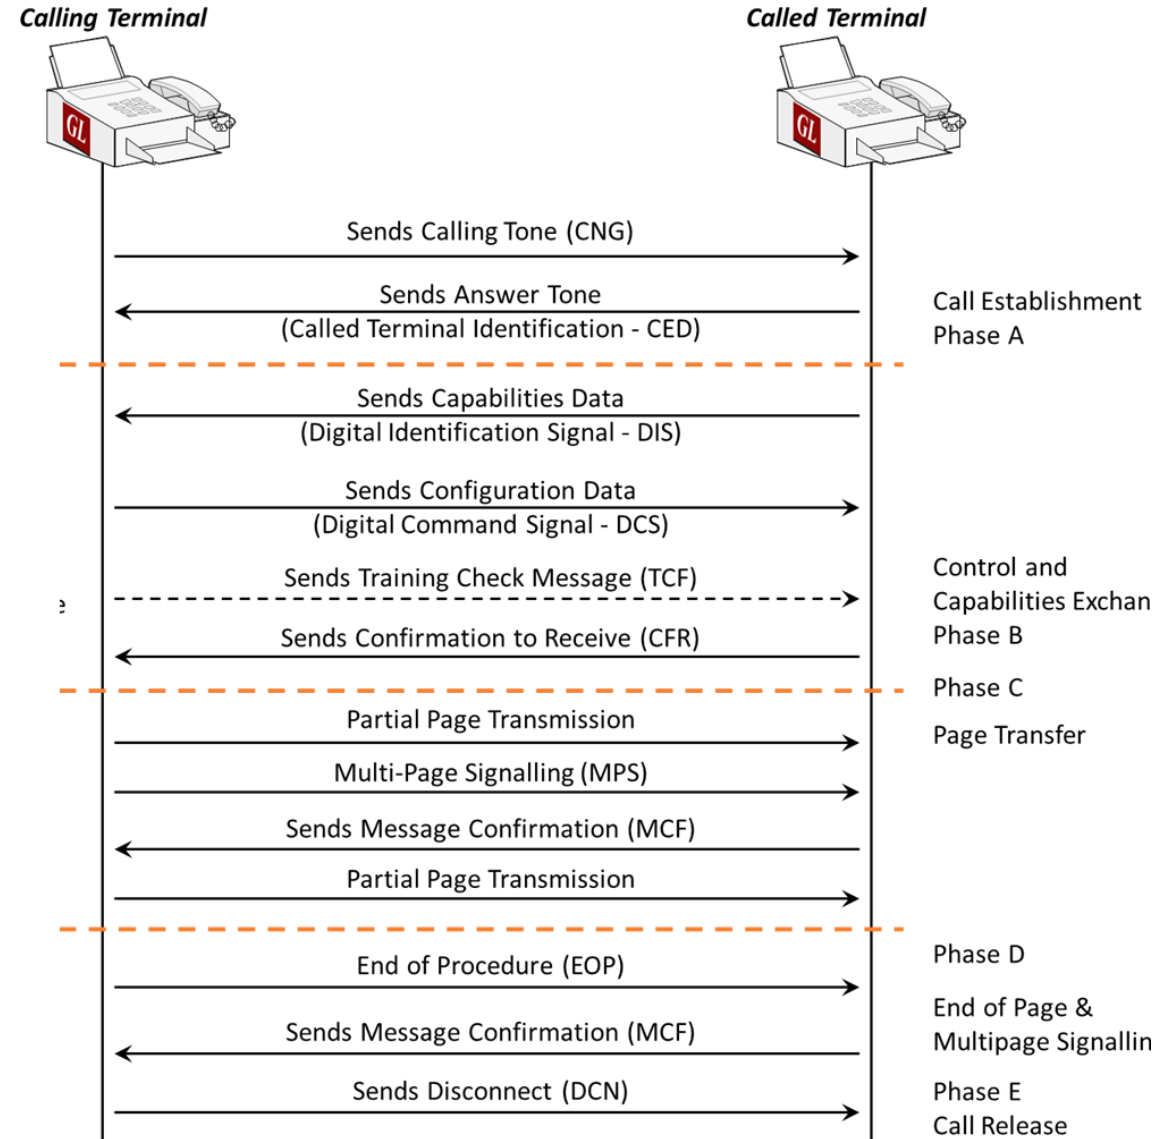 Calling Terminal
Called Terminal
GL
GL
Sends Calling Tone (CNG)
Sends Answer Tone
(Called Terminal Identification - CED)
Call Establishment
Phase A
Sends Capabilities Data
(Digital Identification Signal - DIS)
Sends Configuration Data
(Digital Command Signal - DCS)
Sends Training Check Message (TCF)
e
Control and
Capabilities Exchan
Phase B
Sends Confirmation to Receive (CFR)
Phase C
Partial Page Transmission
Page Transfer
Multi-Page Signalling (MPS)
Sends Message Confirmation (MCF)
Partial Page Transmission
Phase D
End of Procedure (EOP)
End of Page &
Multipage Signallin
Sends Message Confirmation (MCF)
Sends Disconnect (DCN)
Phase E
Call Release